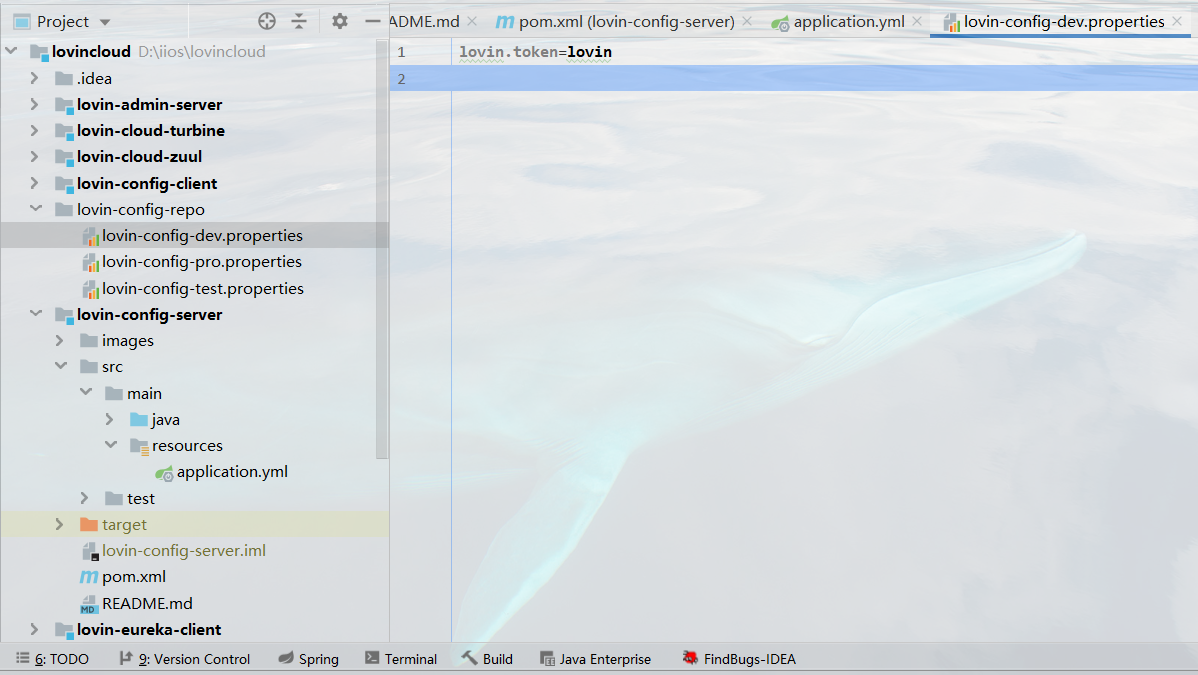 Project
ADME.md
pom.xml (lovin-config-server)
application.yml
lovin-config-dev.properties
lovincloud D:\iios\lovincloud
.idea
lovin-admin-server
lovin-cloud-turbine
lovin-cloud-zuul
lovin-config-client
lovin-config-repo
lovin-config-dev.properties
lovin-config-pro.properties
lovin-config-test.properties
lovin-config-server
images
src
main
java
resources
application.yml
test
target
lovin-config-server.iml
pom.xml
MD README.md
lovin-eureka-client
1 lovin.token=lovin
2
6: TODO
9: Version Control
Spring
Terminal
Build
Java Enterprise
FindBugs-IDEA